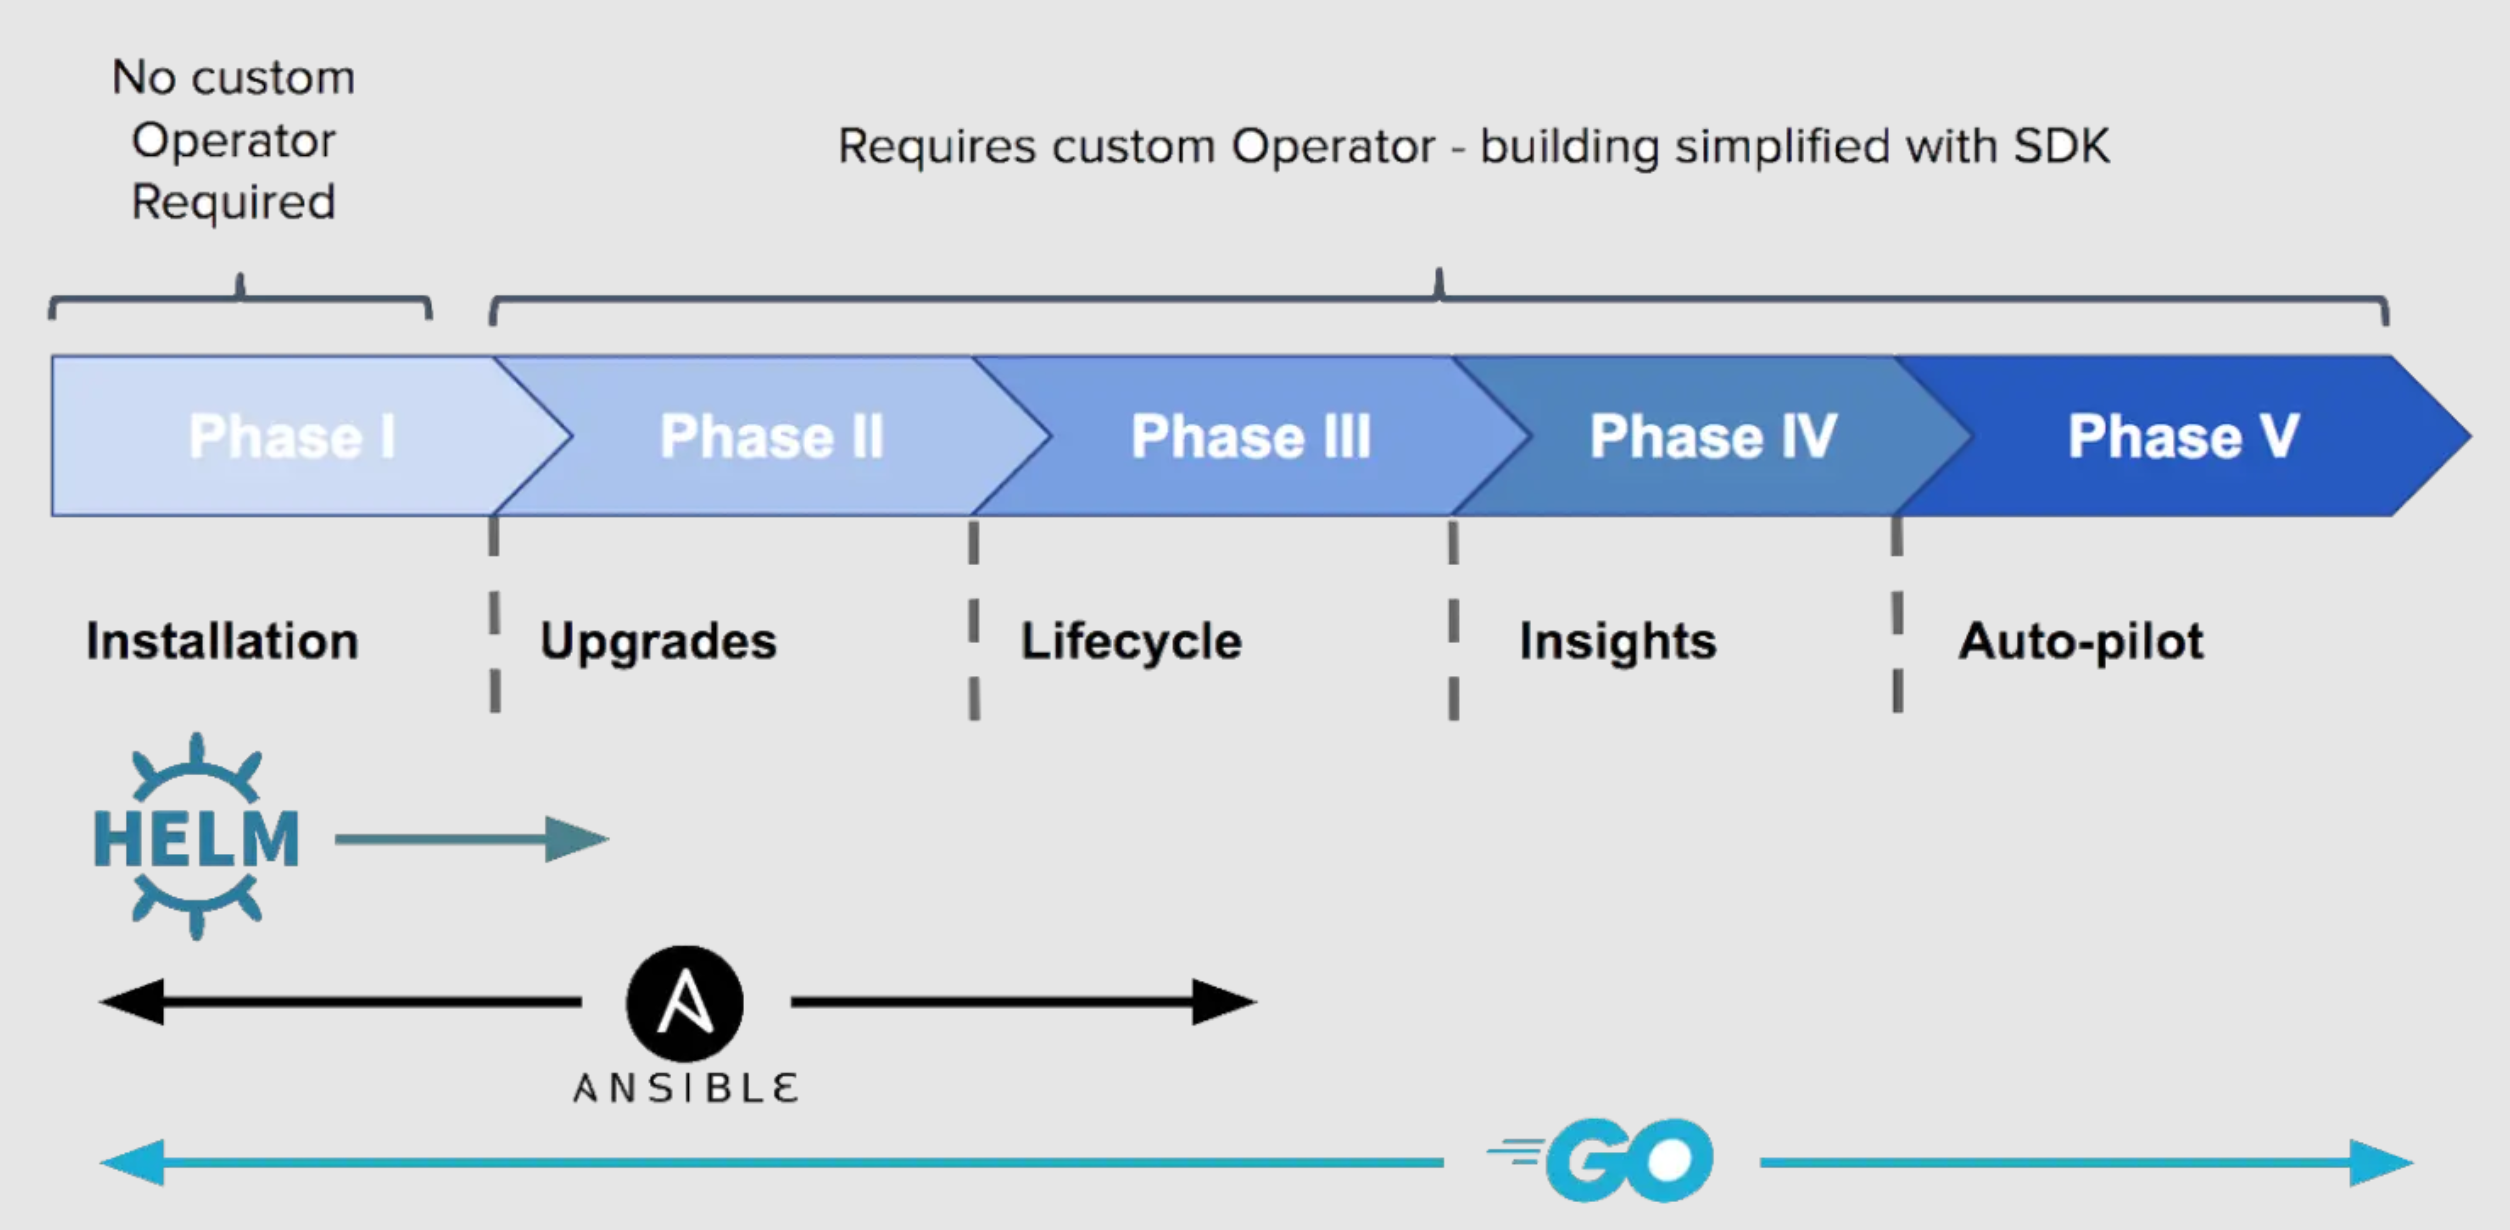 No custom
Operator
Required
Requires custom Operator - building simplified with SDK
Phase I
Phase II
Phase III
Phase IV
Phase V
Installation
Upgrades
Lifecycle
Insights
Auto-pilot
HELM
ANSIBLE
GO